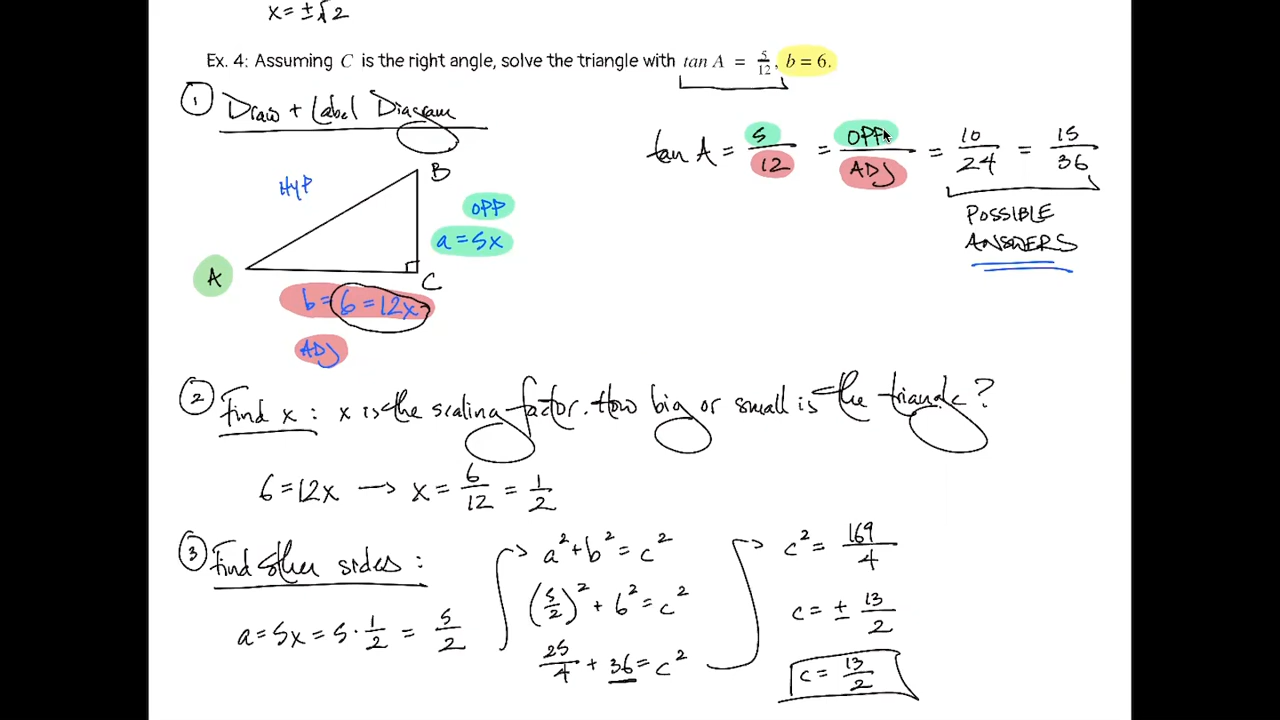 x = ±√2
Ex. 4: Assuming C is the right angle, solve the triangle with tan A = 5/12, b = 6.
① Draw + Label Diagram
tan A = 5/12 = OPP/ADJ = 10/24 = 15/36
POSSIBLE
ANSWERS
B
HYP
OPP
a = 5x
A
C
b = 6 = 12x
ADJ
② Find x : x is the scaling factor. How big or small is the triangle?
6 = 12x → x = 6/12 = 1/2
③ Find other sides :
a = 5x = 5 · 1/2 = 5/2
a² + b² = c²
(5/2)² + 6² = c²
25/4 + 36 = c²
c² = 169/4
c = ± 13/2
c = 13/2